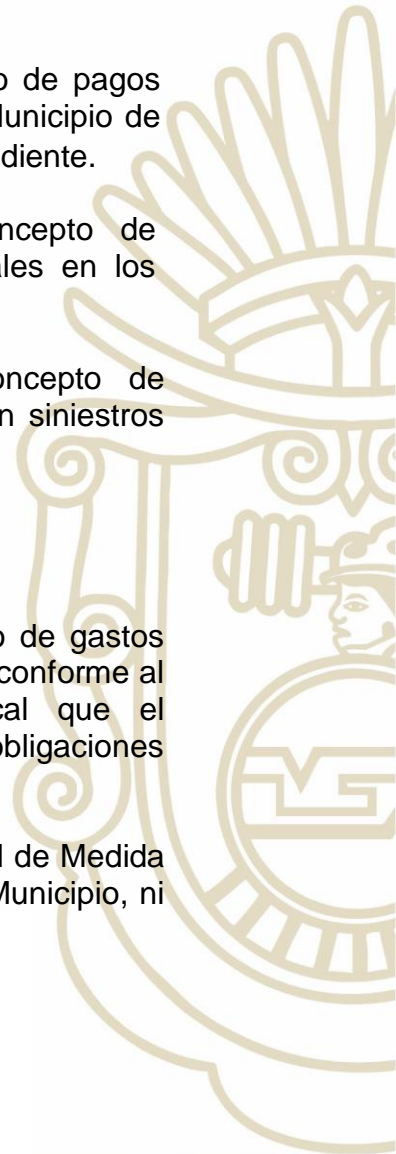 o de pagos
Municipio de
diente.
ncepto de
ales en los
oncepto de
n siniestros
o de gastos
conforme al
cal que el
obligaciones
l de Medida
Municipio, ni